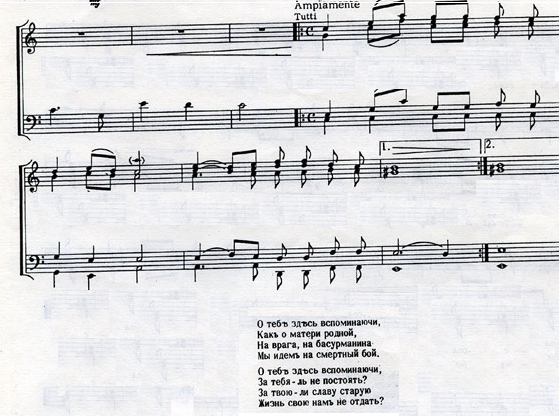 Ampiamente
Tutti
1.
2.
О тебѣ здѣсь вспоминаючи,
Какъ о матери родной,
На врага, на басурманина
Мы идемъ на смертный бой.
О тебѣ здѣсь вспоминаючи,
За тебя-ль не постоять?
За твою-ли славу старую
Жизнь свою намъ не отдать?